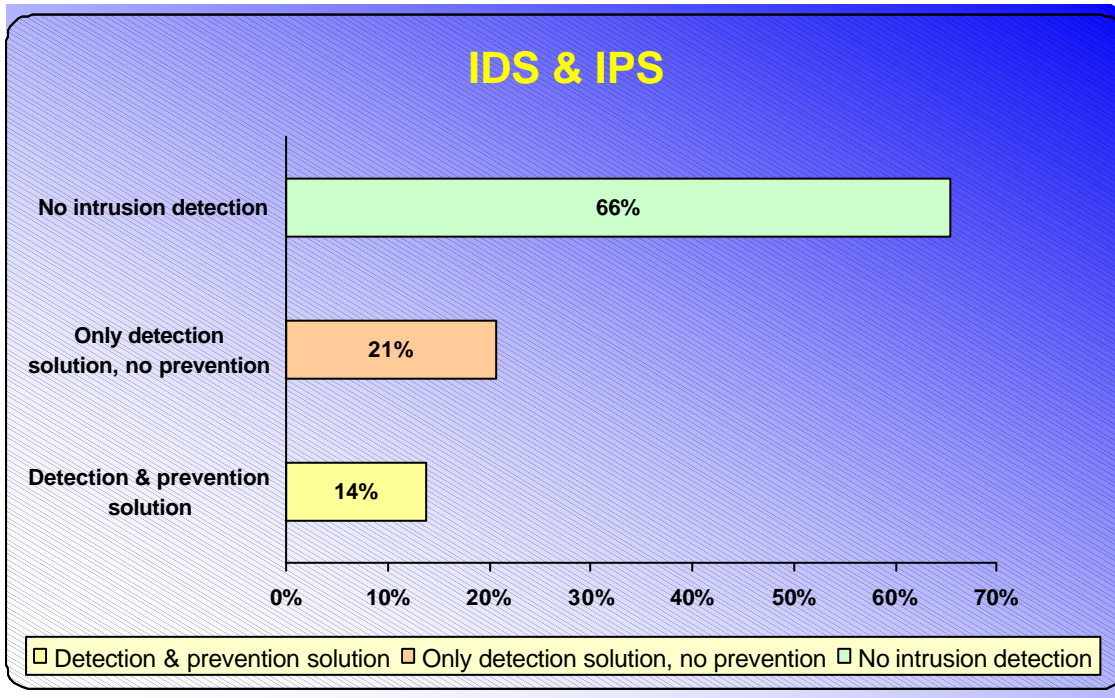 IDS & IPS
No intrusion detection
66%
Only detection
solution, no prevention
21%
Detection & prevention
solution
14%
0% 10% 20% 30% 40% 50% 60% 70%
Detection & prevention solution Only detection solution, no prevention No intrusion detection